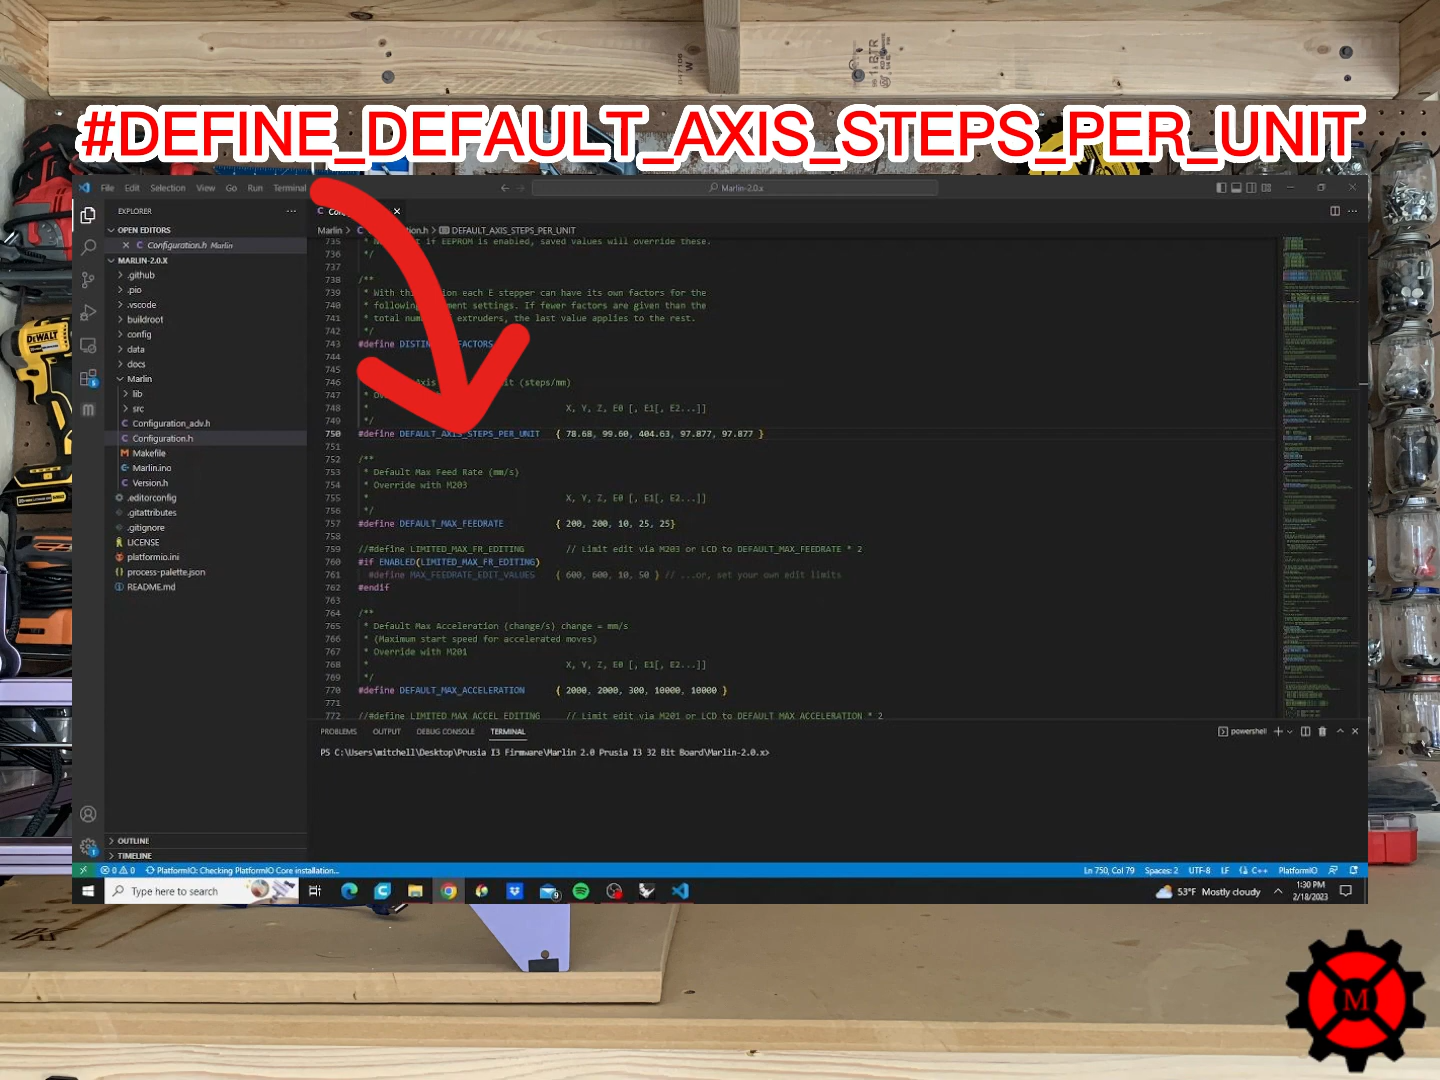 #DEFINE_DEFAULT_AXIS_STEPS_PER_UNIT
File Edit Selection View Go Run Terminal
Marlin-2.0.x
EXPLORER
OPEN EDITORS
Configuration.h Marlin
MARLIN-2.0.X
.github
.pio
.vscode
buildroot
config
data
docs
Marlin
lib
src
Configuration_adv.h
Configuration.h
Makefile
Marlin.ino
Version.h
.editorconfig
.gitattributes
.gitignore
LICENSE
platformio.ini
process-palette.json
README.md
OUTLINE
TIMELINE
Marlin > C > DEFAULT_AXIS_STEPS_PER_UNIT
735 if EEPROM is enabled, saved values will override these.
736 */
737
738 /**
739 * With each E stepper can have its own factors for the
740 * following settings. If fewer factors are given than the
741 * total extruders, the last value applies to the rest.
742 */
743 #define FACTORS
744
745
746 (steps/mm)
747 *
748 * X, Y, Z, E0 [, E1[, E2...]]
749 */
750 #define DEFAULT_AXIS_STEPS_PER_UNIT { 78.68, 99.60, 404.63, 97.877, 97.877 }
751
752 /**
753 * Default Max Feed Rate (mm/s)
754 * Override with M203
755 * X, Y, Z, E0 [, E1[, E2...]]
756 */
757 #define DEFAULT_MAX_FEEDRATE { 200, 200, 10, 25, 25}
758
759 //#define LIMITED_MAX_FR_EDITING // Limit edit via M203 or LCD to DEFAULT_MAX_FEEDRATE * 2
760 #if ENABLED(LIMITED_MAX_FR_EDITING)
761 #define MAX_FEEDRATE_EDIT_VALUES { 600, 600, 10, 50 } // ...or, set your own edit limits
762 #endif
763
764 /**
765 * Default Max Acceleration (change/s) change = mm/s
766 * (Maximum start speed for accelerated moves)
767 * Override with M201
768 * X, Y, Z, E0 [, E1[, E2...]]
769 */
770 #define DEFAULT_MAX_ACCELERATION { 2000, 2000, 300, 10000, 10000 }
771
772 //#define LIMITED_MAX_ACCEL_EDITING // Limit edit via M201 or LCD to DEFAULT_MAX_ACCELERATION * 2
PROBLEMS OUTPUT DEBUG CONSOLE TERMINAL
powershell
PS C:\Users\mitchell\Desktop\Prusia I3 Firmware\Marlin 2.0 Prusia I3 32 Bit Board\Marlin-2.0.x>
0 0 PlatformIO: Checking PlatformIO Core installation...
Ln 750, Col 79 Spaces: 2 UTF-8 LF C++ PlatformIO
Type here to search
53°F Mostly cloudy
1:30 PM
2/18/2023
DEWALT
M